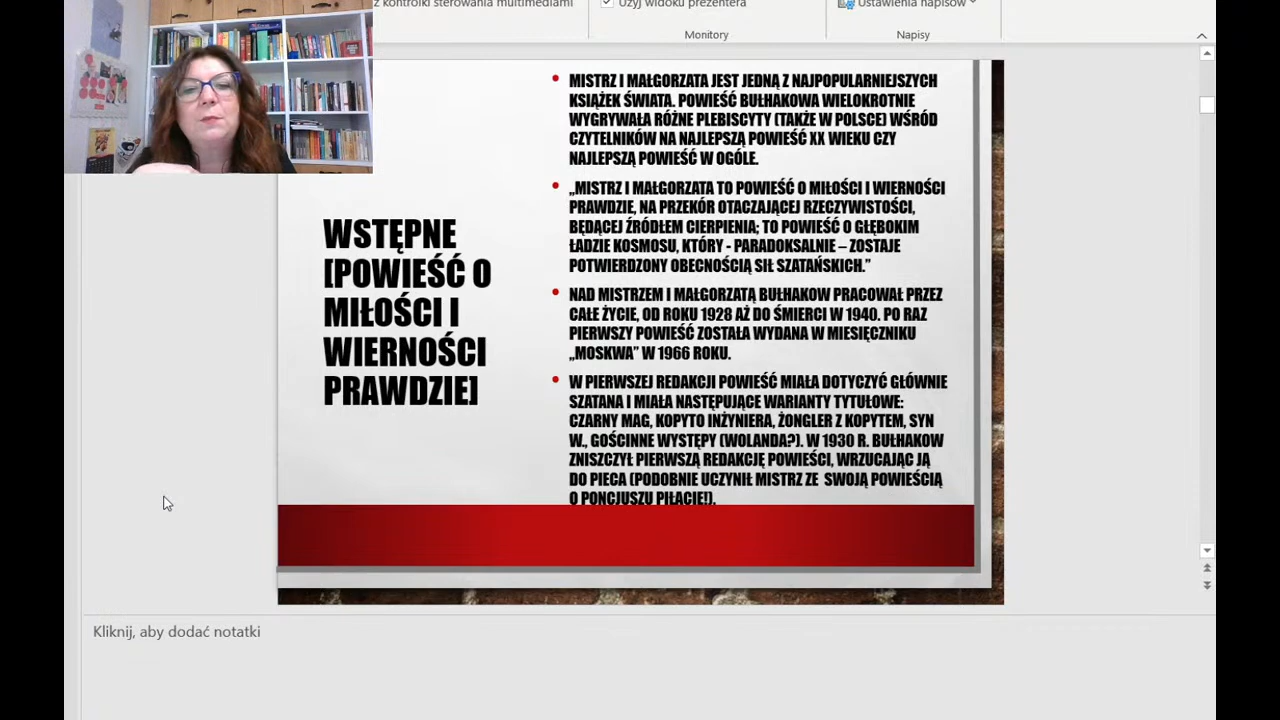 z kontrolki sterowania multimediami
Użyj widoku prezentera
Ustawienia napisów
Monitory
Napisy
WSTĘPNE
[POWIEŚĆ O
MIŁOŚCI I
WIERNOŚCI
PRAWDZIE]
MISTRZ I MAŁGORZATA JEST JEDNĄ Z NAJPOPULARNIEJSZYCH
KSIĄŻEK ŚWIATA. POWIEŚĆ BUŁHAKOWA WIELOKROTNIE
WYGRYWAŁA RÓŻNE PLEBISCYTY (TAKŻE W POLSCE) WŚRÓD
CZYTELNIKÓW NA NAJLEPSZĄ POWIEŚĆ XX WIEKU CZY
NAJLEPSZĄ POWIEŚĆ W OGÓLE.
„MISTRZ I MAŁGORZATA TO POWIEŚĆ O MIŁOŚCI I WIERNOŚCI
PRAWDZIE, NA PRZEKÓR OTACZAJĄCEJ RZECZYWISTOŚCI,
BĘDĄCEJ ŹRÓDŁEM CIERPIENIA; TO POWIEŚĆ O GŁĘBOKIM
ŁADZIE KOSMOSU, KTÓRY - PARADOKSALNIE – ZOSTAJE
POTWIERDZONY OBECNOŚCIĄ SIŁ SZATAŃSKICH.”
NAD MISTRZEM I MAŁGORZATĄ BUŁHAKOW PRACOWAŁ PRZEZ
CAŁE ŻYCIE, OD ROKU 1928 AŻ DO ŚMIERCI W 1940. PO RAZ
PIERWSZY POWIEŚĆ ZOSTAŁA WYDANA W MIESIĘCZNIKU
„MOSKWA” W 1966 ROKU.
W PIERWSZEJ REDAKCJI POWIEŚĆ MIAŁA DOTYCZYĆ GŁÓWNIE
SZATANA I MIAŁA NASTĘPUJĄCE WARIANTY TYTUŁOWE:
CZARNY MAG, KOPYTO INŻYNIERA, ŻONGLER Z KOPYTEM, SYN
W., GOŚCINNE WYSTĘPY (WOLANDA?). W 1930 R. BUŁHAKOW
ZNISZCZYŁ PIERWSZĄ REDAKCJĘ POWIEŚCI, WRZUCAJĄC JĄ
DO PIECA (PODOBNIE UCZYNIŁ MISTRZ ZE SWOJĄ POWIEŚCIĄ
O PONCJUSZU PIŁACIE!).
Kliknij, aby dodać notatki